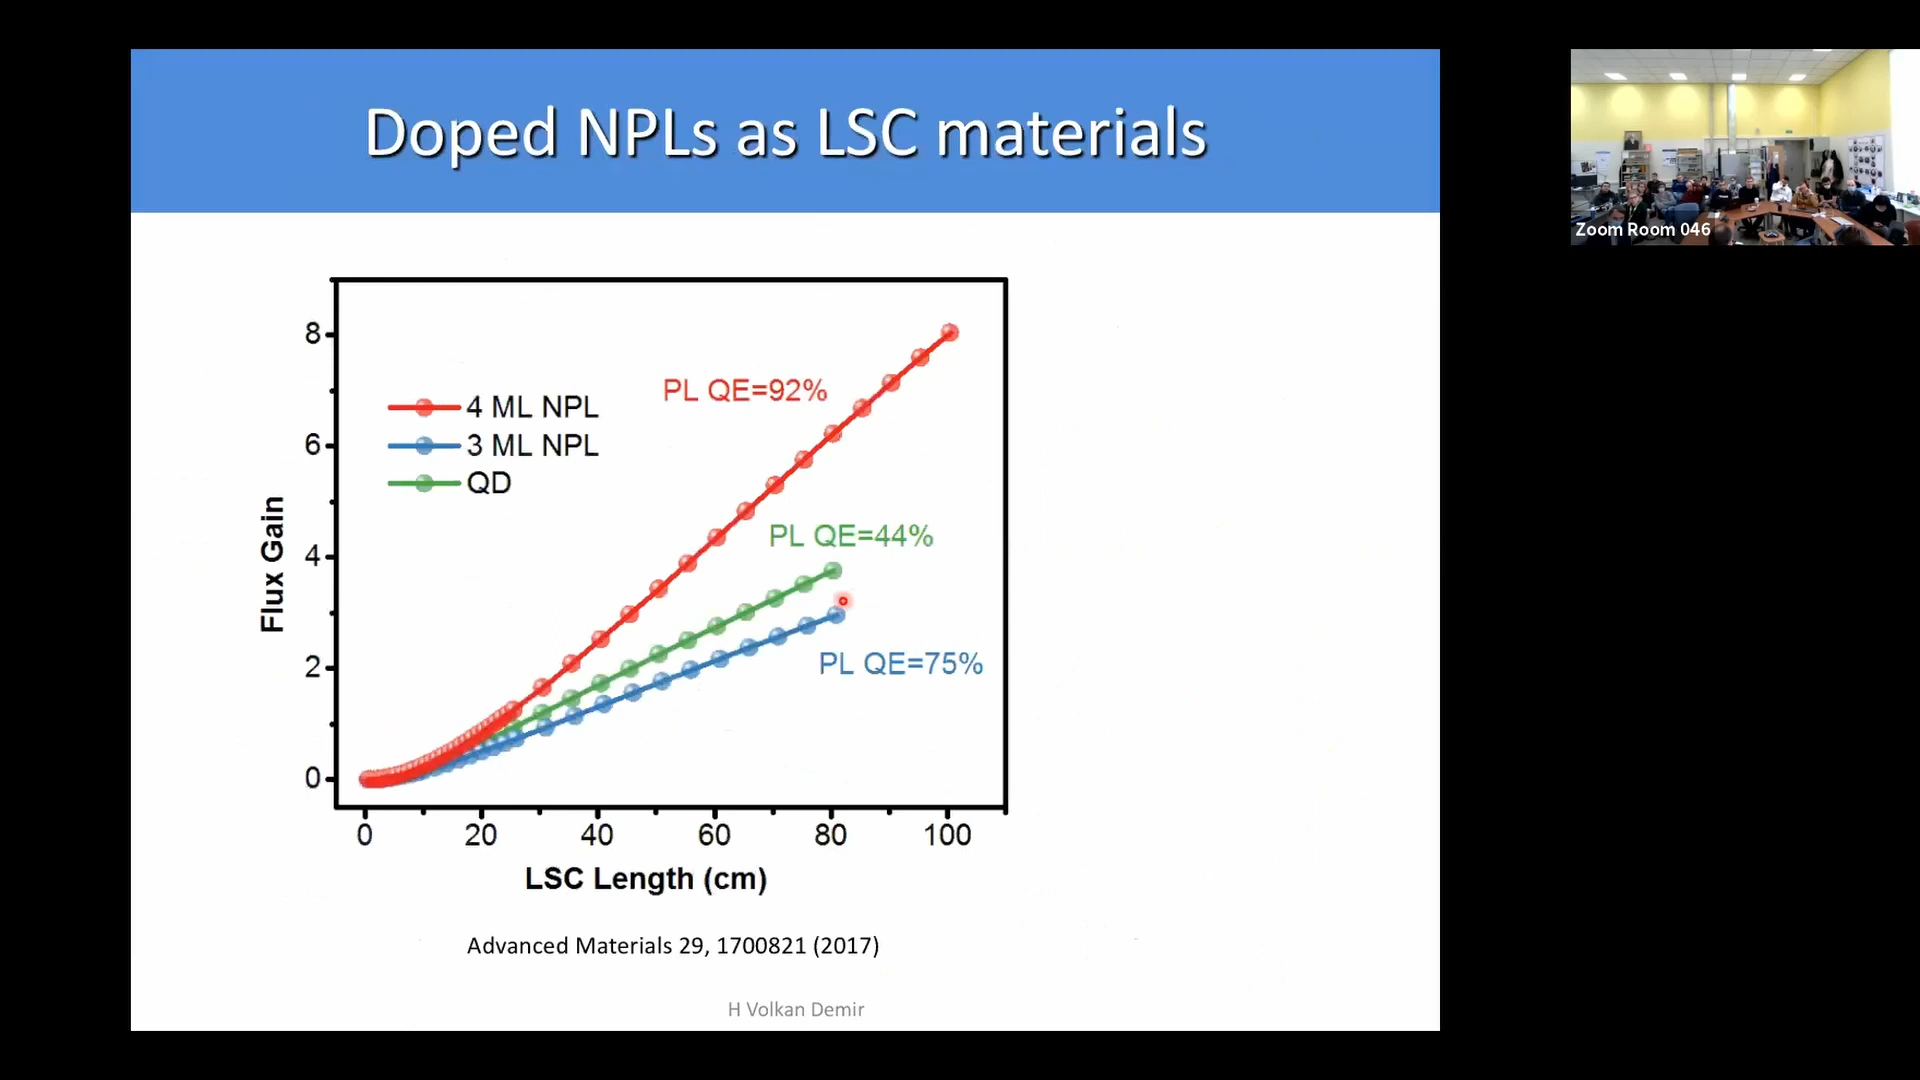 Doped NPLs as LSC materials
Zoom Room 046
8
6
4
2
0
Flux Gain
4 ML NPL
3 ML NPL
QD
PL QE=92%
PL QE=44%
PL QE=75%
0 20 40 60 80 100
LSC Length (cm)
Advanced Materials 29, 1700821 (2017)
H Volkan Demir